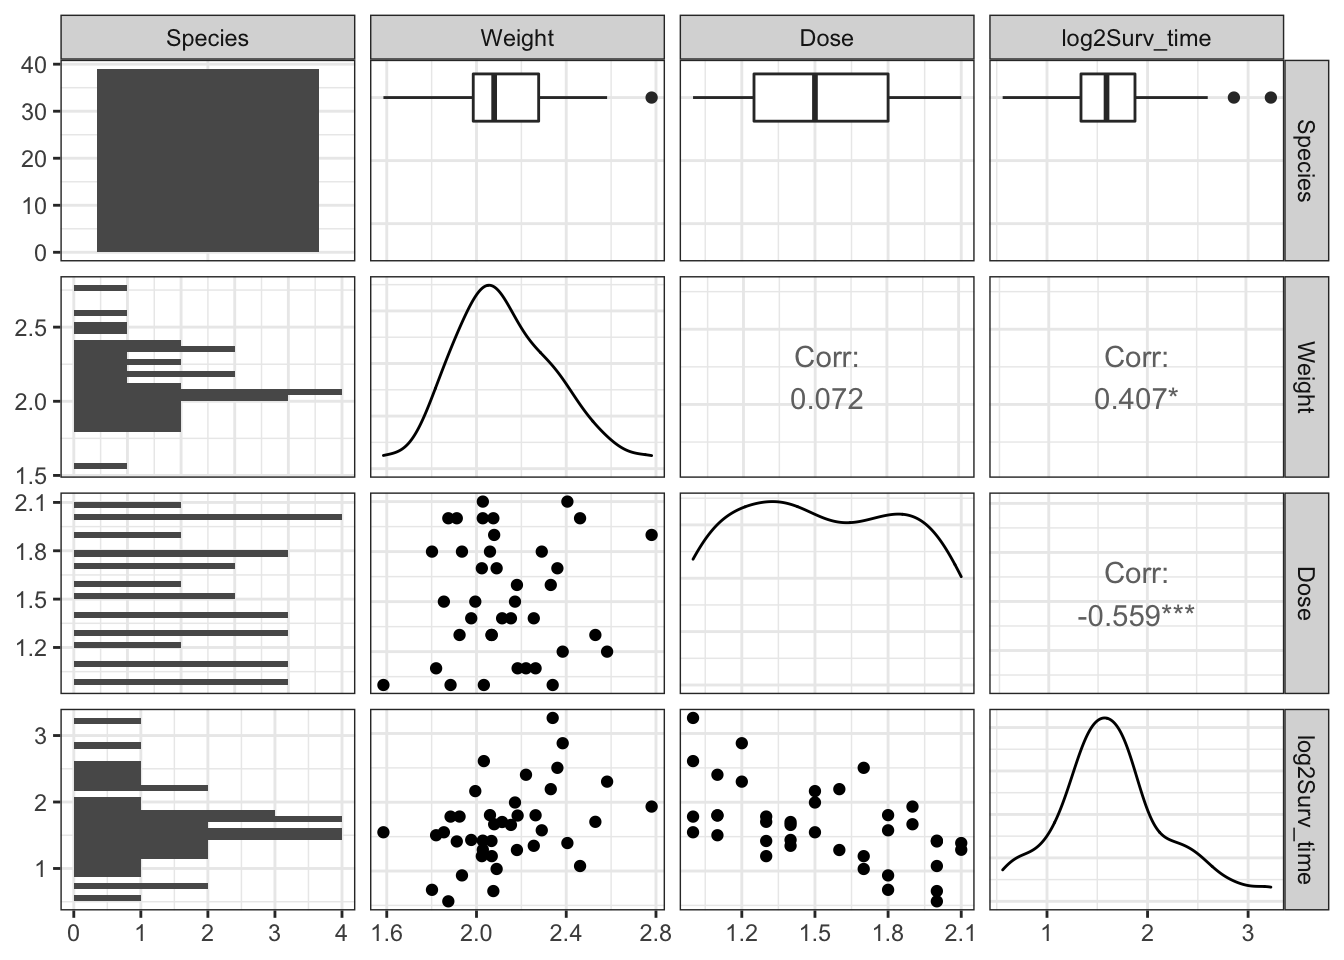 Species Weight Dose log2Surv_time
40
30
20
10
0
Species
2.5
2.0
1.5
Corr:
0.072
Corr:
0.407*
Weight
2.1
1.8
1.5
1.2
Corr:
-0.559***
Dose
3
2
1
log2Surv_time
0 1 2 3 4 1.6 2.0 2.4 2.8 1.2 1.5 1.8 2.1 1 2 3